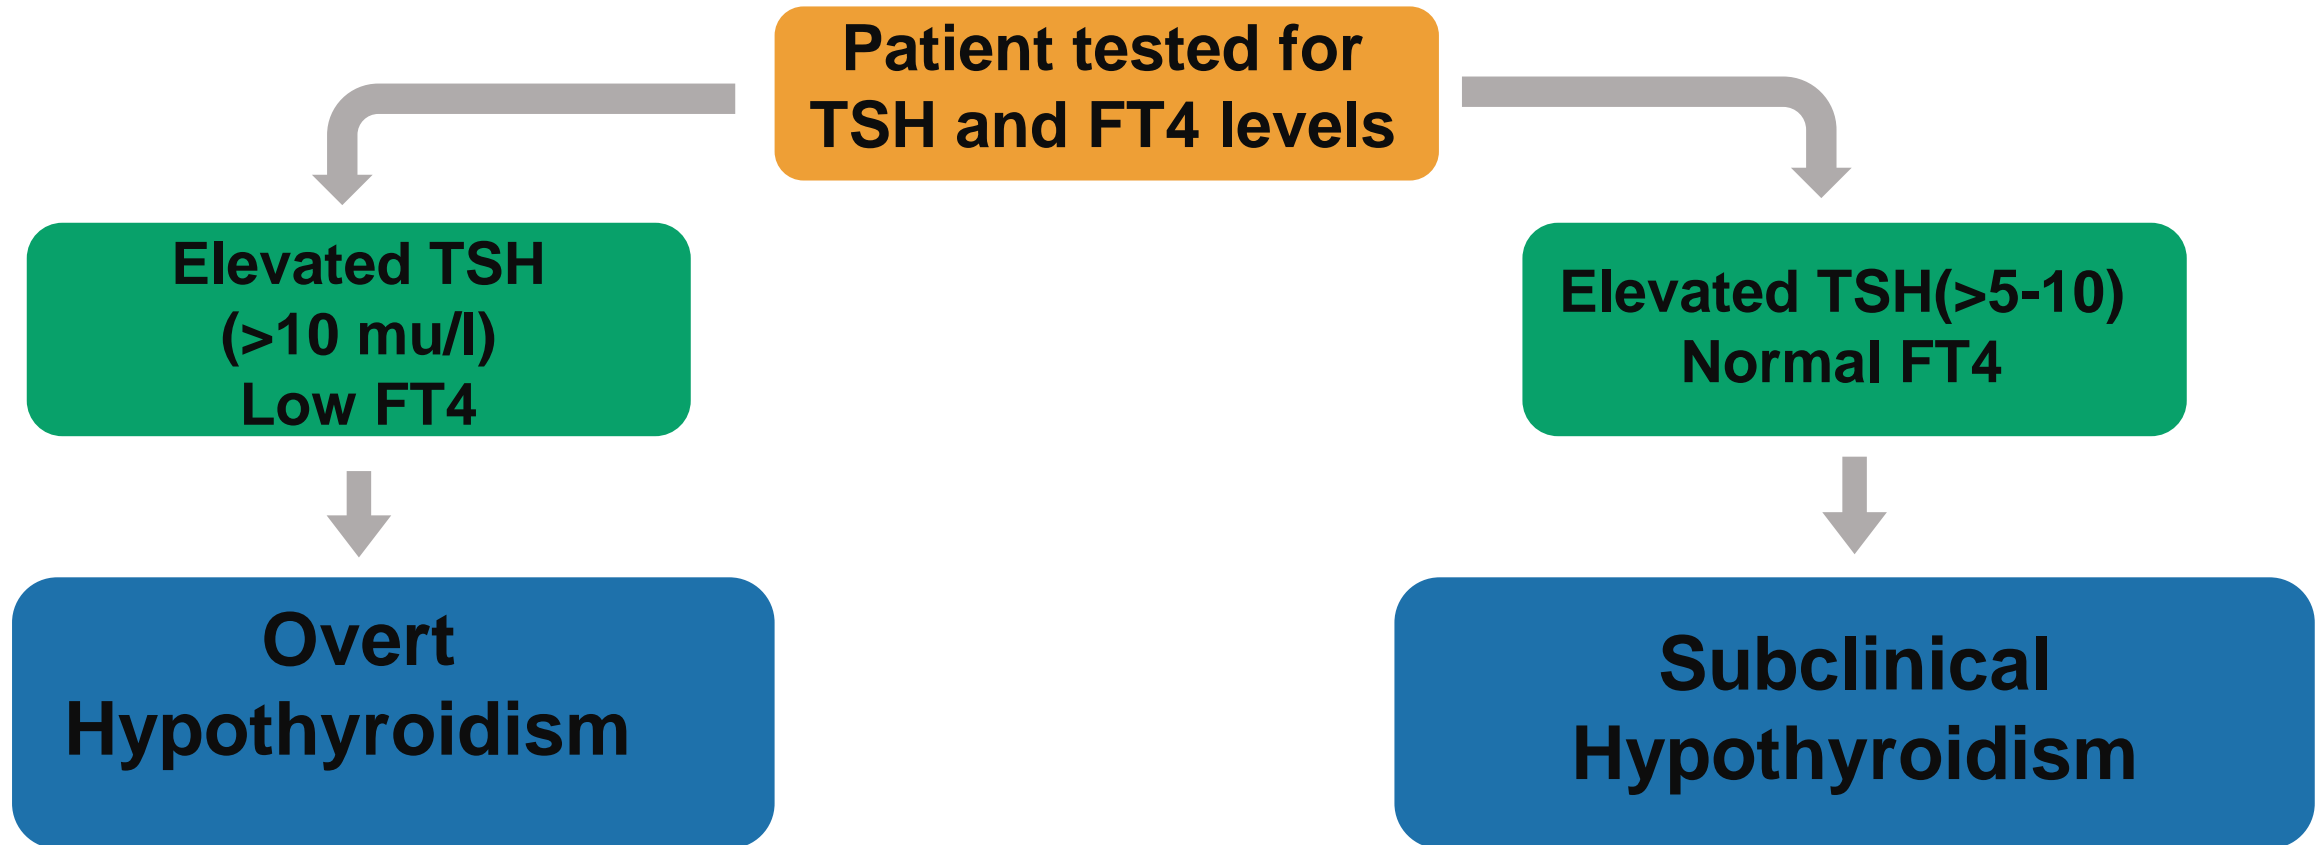 Patient tested for
TSH and FT4 levels
Elevated TSH
(>10 mu/l)
Low FT4
Elevated TSH(>5-10)
Normal FT4
Overt
Hypothyroidism
Subclinical
Hypothyroidism